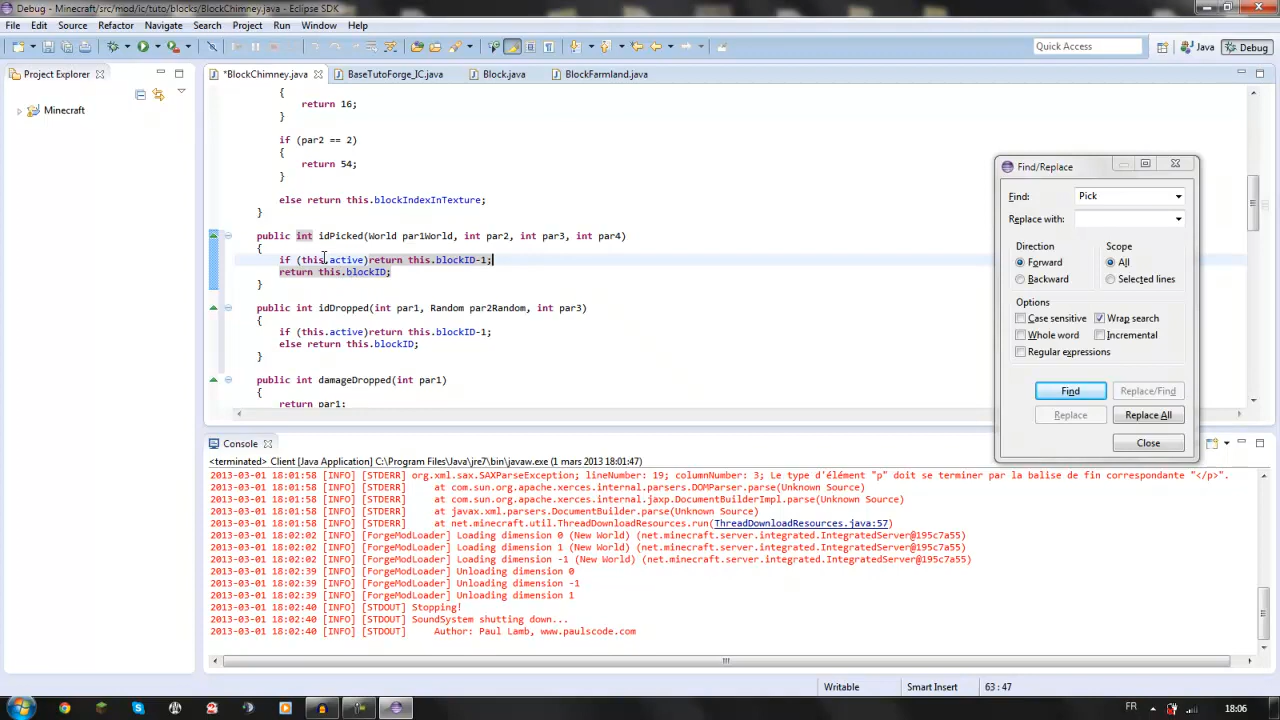 Debug - Minecraft/src/mod/ic/tuto/blocks/BlockChimney.java - Eclipse SDK
File Edit Source Refactor Navigate Search Project Run Window Help
Quick Access
Java
Debug
Project Explorer
*BlockChimney.java
BaseTutoForge_IC.java
Block.java
BlockFarmland.java
Minecraft
{
return 16;
}
if (par2 == 2)
{
return 54;
}
else return this.blockIndexInTexture;
}
public int idPicked(World par1World, int par2, int par3, int par4)
{
if (this.active)return this.blockID-1;
return this.blockID;
}
public int idDropped(int par1, Random par2Random, int par3)
{
if (this.active)return this.blockID-1;
else return this.blockID;
}
public int damageDropped(int par1)
{
return par1;
Find/Replace
Find: Pick
Replace with:
Direction
Scope
Forward
All
Backward
Selected lines
Options
Case sensitive
Wrap search
Whole word
Incremental
Regular expressions
Find
Replace/Find
Replace
Replace All
Close
Console
<terminated> Client [Java Application] C:\Program Files\Java\jre7\bin\javaw.exe (1 mars 2013 18:01:47)
2013-03-01 18:01:58 [INFO] [STDERR] org.xml.sax.SAXParseException; lineNumber: 19; columnNumber: 3; Le type d'élément "p" doit se terminer par la balise de fin correspondante "</p>".
2013-03-01 18:01:58 [INFO] [STDERR] at com.sun.org.apache.xerces.internal.parsers.DOMParser.parse(Unknown Source)
2013-03-01 18:01:58 [INFO] [STDERR] at com.sun.org.apache.xerces.internal.jaxp.DocumentBuilderImpl.parse(Unknown Source)
2013-03-01 18:01:58 [INFO] [STDERR] at javax.xml.parsers.DocumentBuilder.parse(Unknown Source)
2013-03-01 18:01:58 [INFO] [STDERR] at net.minecraft.util.ThreadDownloadResources.run(ThreadDownloadResources.java:57)
2013-03-01 18:02:02 [INFO] [ForgeModLoader] Loading dimension 0 (New World) (net.minecraft.server.integrated.IntegratedServer@195c7a55)
2013-03-01 18:02:02 [INFO] [ForgeModLoader] Loading dimension 1 (New World) (net.minecraft.server.integrated.IntegratedServer@195c7a55)
2013-03-01 18:02:02 [INFO] [ForgeModLoader] Loading dimension -1 (New World) (net.minecraft.server.integrated.IntegratedServer@195c7a55)
2013-03-01 18:02:39 [INFO] [ForgeModLoader] Unloading dimension 0
2013-03-01 18:02:39 [INFO] [ForgeModLoader] Unloading dimension -1
2013-03-01 18:02:39 [INFO] [ForgeModLoader] Unloading dimension 1
2013-03-01 18:02:40 [INFO] [STDOUT] Stopping!
2013-03-01 18:02:40 [INFO] [STDOUT] SoundSystem shutting down...
2013-03-01 18:02:40 [INFO] [STDOUT] Author: Paul Lamb, www.paulscode.com
Writable
Smart Insert
63 : 47
FR
18:06